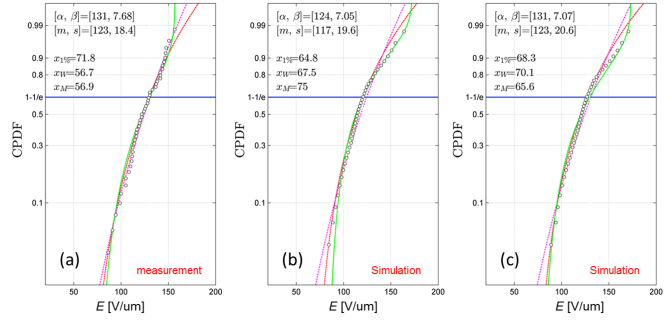 [α, β]=[131, 7.68]
[m, s]=[123, 18.4]
x1%=71.8
xW=56.7
xM=56.9
0.99
0.9
0.8
1-1/e
0.5
0.3
0.1
CPDF
(a)
measurement
50
100
150
200
E [V/um]
[α, β]=[124, 7.05]
[m, s]=[117, 19.6]
x1%=64.8
xW=67.5
xM=75
0.99
0.9
0.8
1-1/e
0.5
0.3
0.1
CPDF
(b)
Simulation
50
100
150
200
E [V/um]
[α, β]=[131, 7.07]
[m, s]=[123, 20.6]
x1%=68.3
xW=70.1
xM=65.6
0.99
0.9
0.8
1-1/e
0.5
0.3
0.1
CPDF
(c)
Simulation
50
100
150
200
E [V/um]